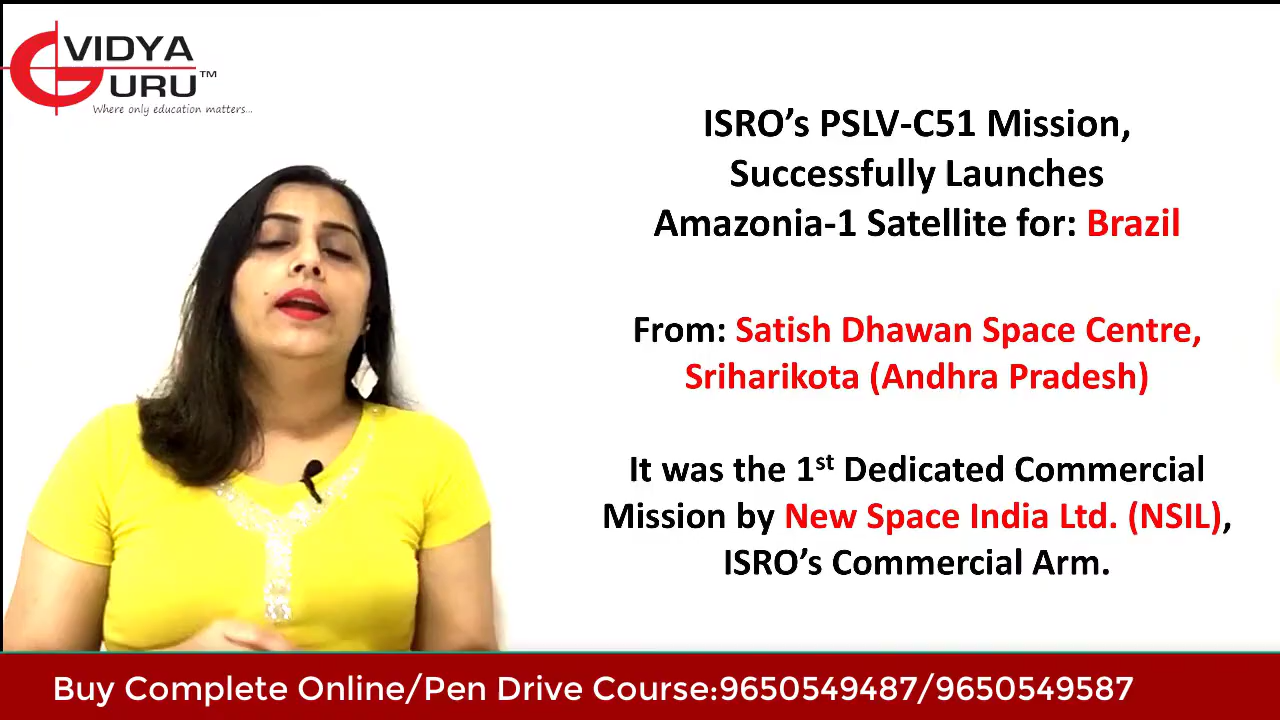 VIDYA
GURU™
Where only education matters...
ISRO’s PSLV-C51 Mission,
Successfully Launches
Amazonia-1 Satellite for: Brazil
From: Satish Dhawan Space Centre,
Sriharikota (Andhra Pradesh)
It was the 1st Dedicated Commercial
Mission by New Space India Ltd. (NSIL),
ISRO’s Commercial Arm.
Buy Complete Online/Pen Drive Course:9650549487/9650549587